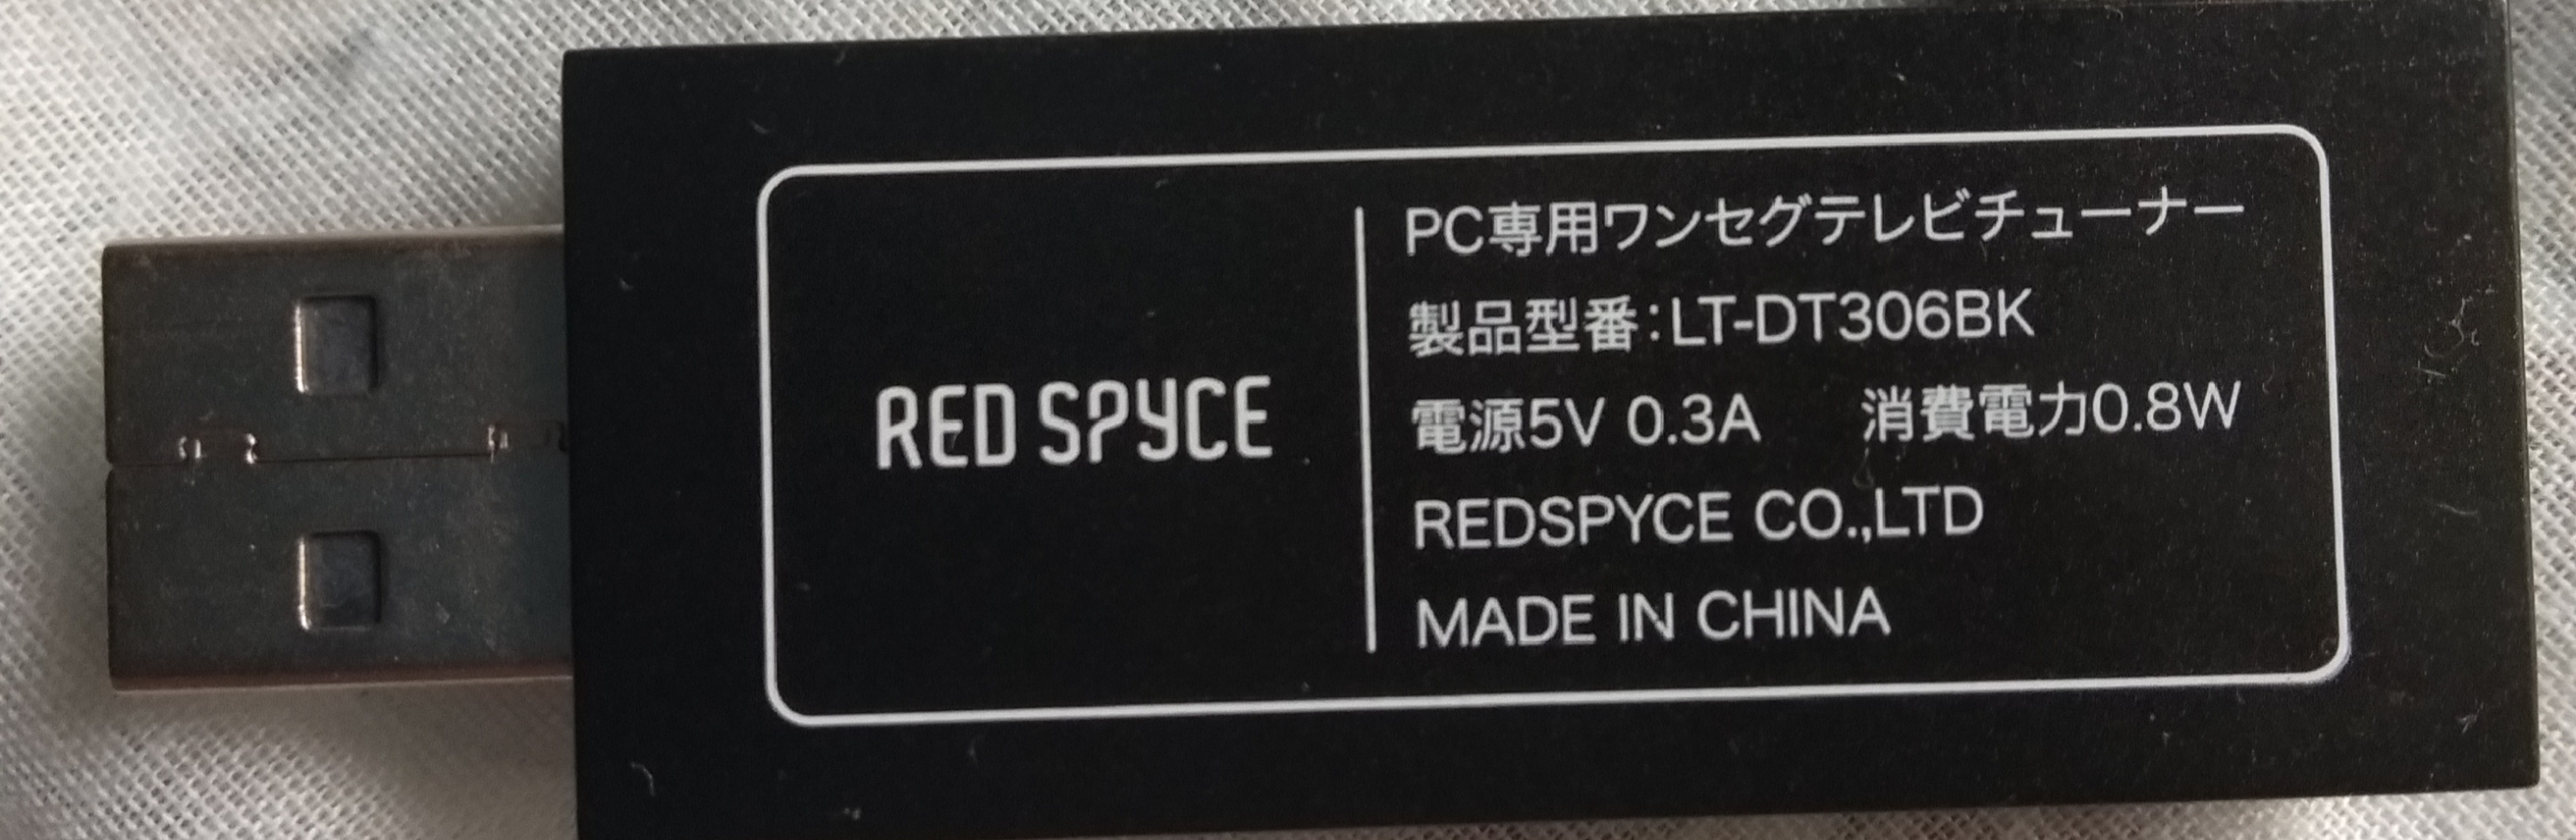 RED SPYCE
PC専用ワンセグテレビチューナー
製品型番:LT-DT306BK
電源5V 0.3A 消費電力0.8W
REDSPYCE CO.,LTD
MADE IN CHINA